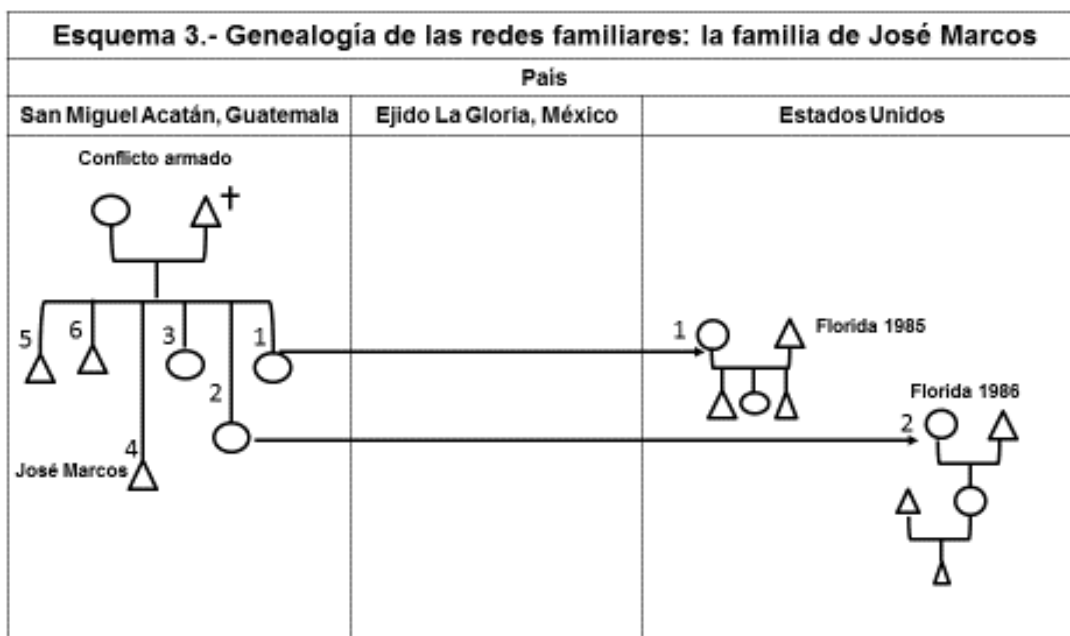 Esquema 3.- Genealogía de las redes familiares: la familia de José Marcos
País
San Miguel Acatán, Guatemala
Ejido La Gloria, México
Estados Unidos
Conflicto armado
5
6
3
1
2
4
José Marcos
1
Florida 1985
Florida 1986
2